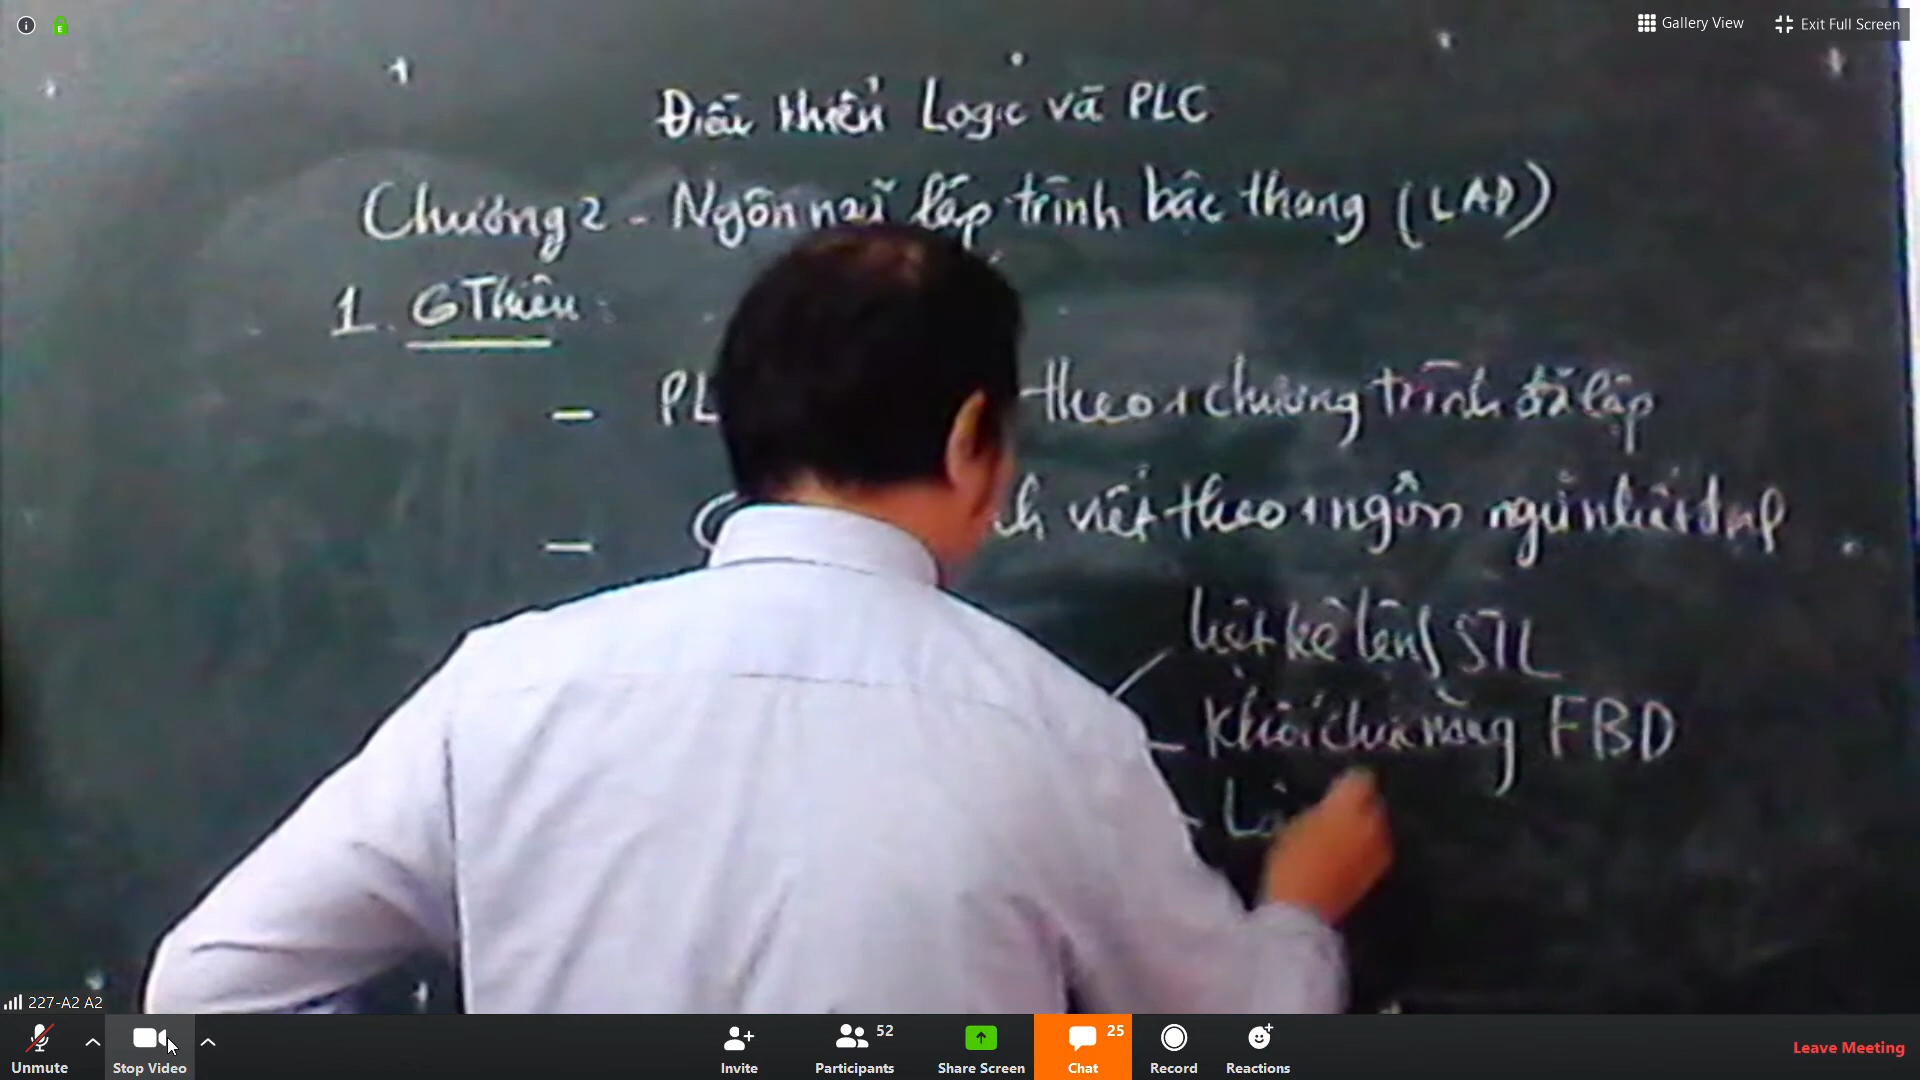 Gallery View
Exit Full Screen
Điều khiển Logic và PLC
Chương 2 - Ngôn ngữ lập trình bậc thang (LAD)
1. GThiệu:
- PL theo 1 chương trình đã lập
- C h viết theo 1 ngôn ngữ nhất định
liệt kê lệnh STL
Khối chức năng FBD
227-A2 A2
Unmute
Stop Video
Invite
Participants 52
Share Screen
Chat 25
Record
Reactions
Leave Meeting